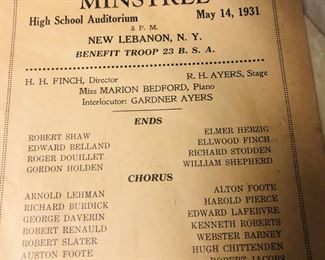 MINSTREL
High School Auditorium May 14, 1931
8 P. M.
NEW LEBANON, N. Y.
BENEFIT TROOP 23 B. S. A.
H. H. FINCH, Director R. H. AYERS, Stage
Miss MARION BEDFORD, Piano
Interlocutor: GARDNER AYERS
ENDS
ROBERT SHAW ELMER HERZIG
EDWARD BELLAND ELLWOOD FINCH
ROGER DOUILLET RICHARD STODDEN
GORDON HOLDEN WILLIAM SHEPHERD
CHORUS
ARNOLD LEHMAN ALTON FOOTE
RICHARD BURDICK HAROLD PIERCE
GEORGE DAVERIN EDWARD LAFEBVRE
ROBERT RENAULD KENNETH ROBERTS
ROBERT SLATER WEBSTER BARNEY
AUSTON FOOTE HUGH CHITTENDEN
ROBERT JACOBS